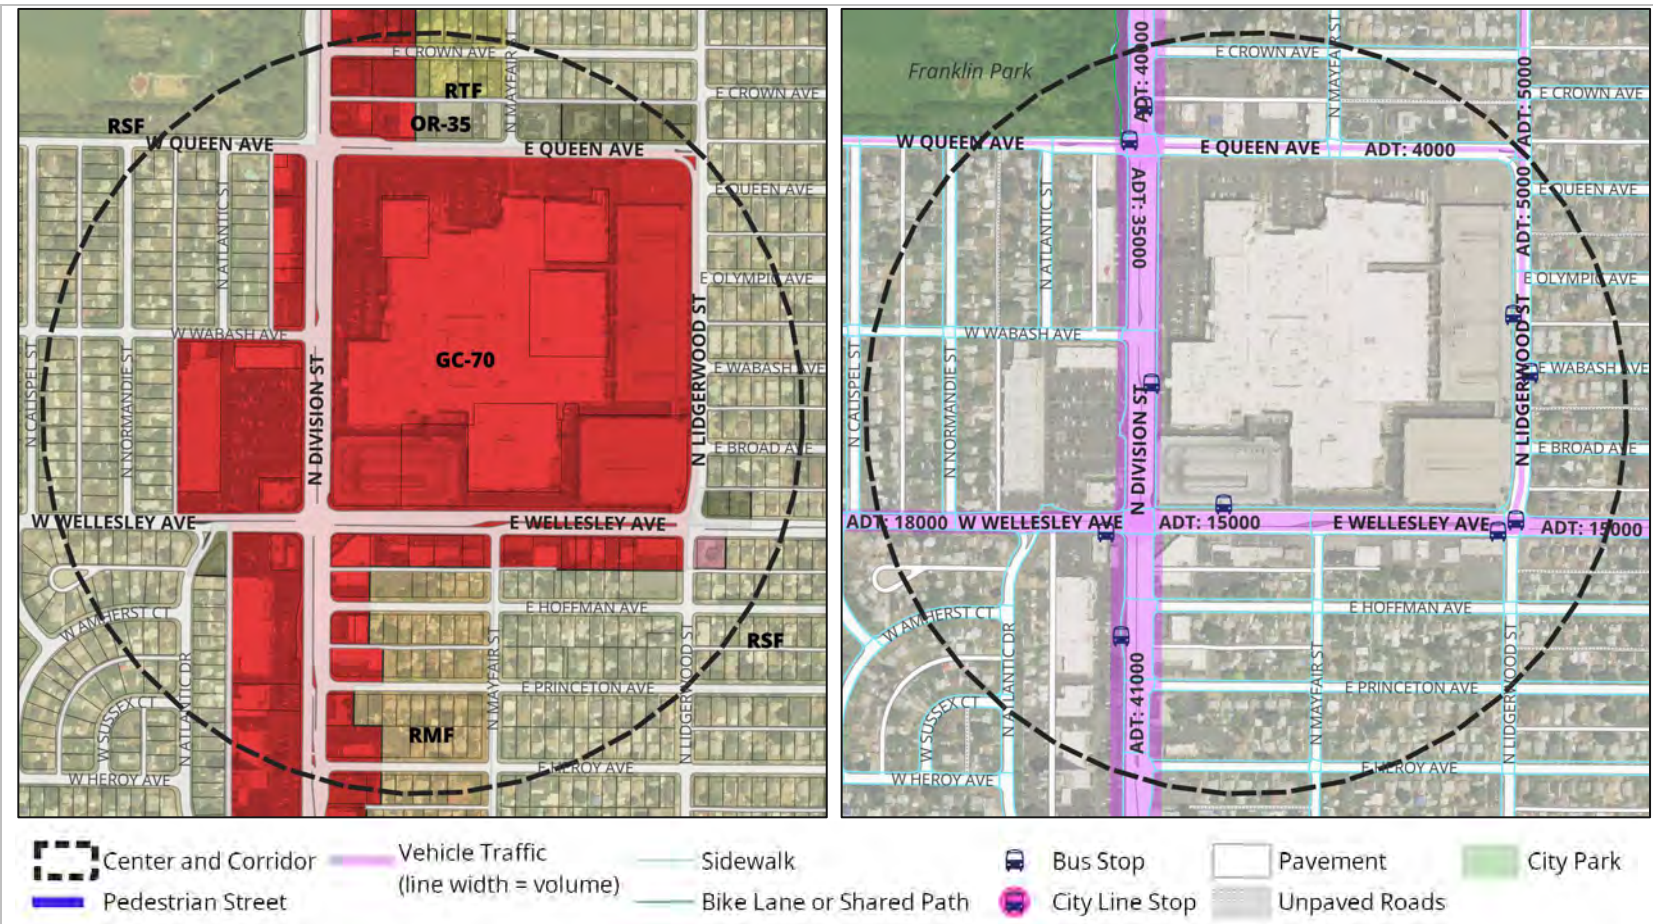 E CROWN AVE
N MAYFAIR ST
RTF
E CROWN AVE
OR-35
RSF
W QUEEN AVE
E QUEEN AVE
E QUEEN AVE
N ATLANTIC ST
E OLYMPIC AVE
W WABASH AVE
N CALISPEL ST
N NORMANDIE ST
N DIVISION ST
GC-70
N LIDGERWOOD ST
E WABASH AVE
E BROAD AVE
W WELLESLEY AVE
E WELLESLEY AVE
E HOFFMAN AVE
W AMHERST CT
N ATLANTIC DR
N MAYFAIR ST
N LIDGERWOOD ST
RSF
E PRINCETON AVE
W SUSSEX CT
RMF
W HEROY AVE
E HEROY AVE
Franklin Park
ADT: 40000
E CROWN AVE
N MAYFAIR ST
ADT: 5000
E CROWN AVE
W QUEEN AVE
E QUEEN AVE
ADT: 4000
ADT: 35000
ADT: 5000
E QUEEN AVE
N ATLANTIC ST
E OLYMPIC AVE
W WABASH AVE
N CALISPEL ST
N NORMANDIE ST
N DIVISION ST
N LIDGERWOOD ST
E WABASH AVE
E BROAD AVE
ADT: 18000
W WELLESLEY AVE
ADT: 15000
E WELLESLEY AVE
ADT: 15000
E HOFFMAN AVE
W AMHERST CT
N ATLANTIC DR
ADT: 41000
N MAYFAIR ST
N LIDGERWOOD ST
E PRINCETON AVE
W SUSSEX CT
W HEROY AVE
E HEROY AVE
Center and Corridor
Pedestrian Street
Vehicle Traffic
(line width = volume)
Sidewalk
Bike Lane or Shared Path
Bus Stop
City Line Stop
Pavement
Unpaved Roads
City Park